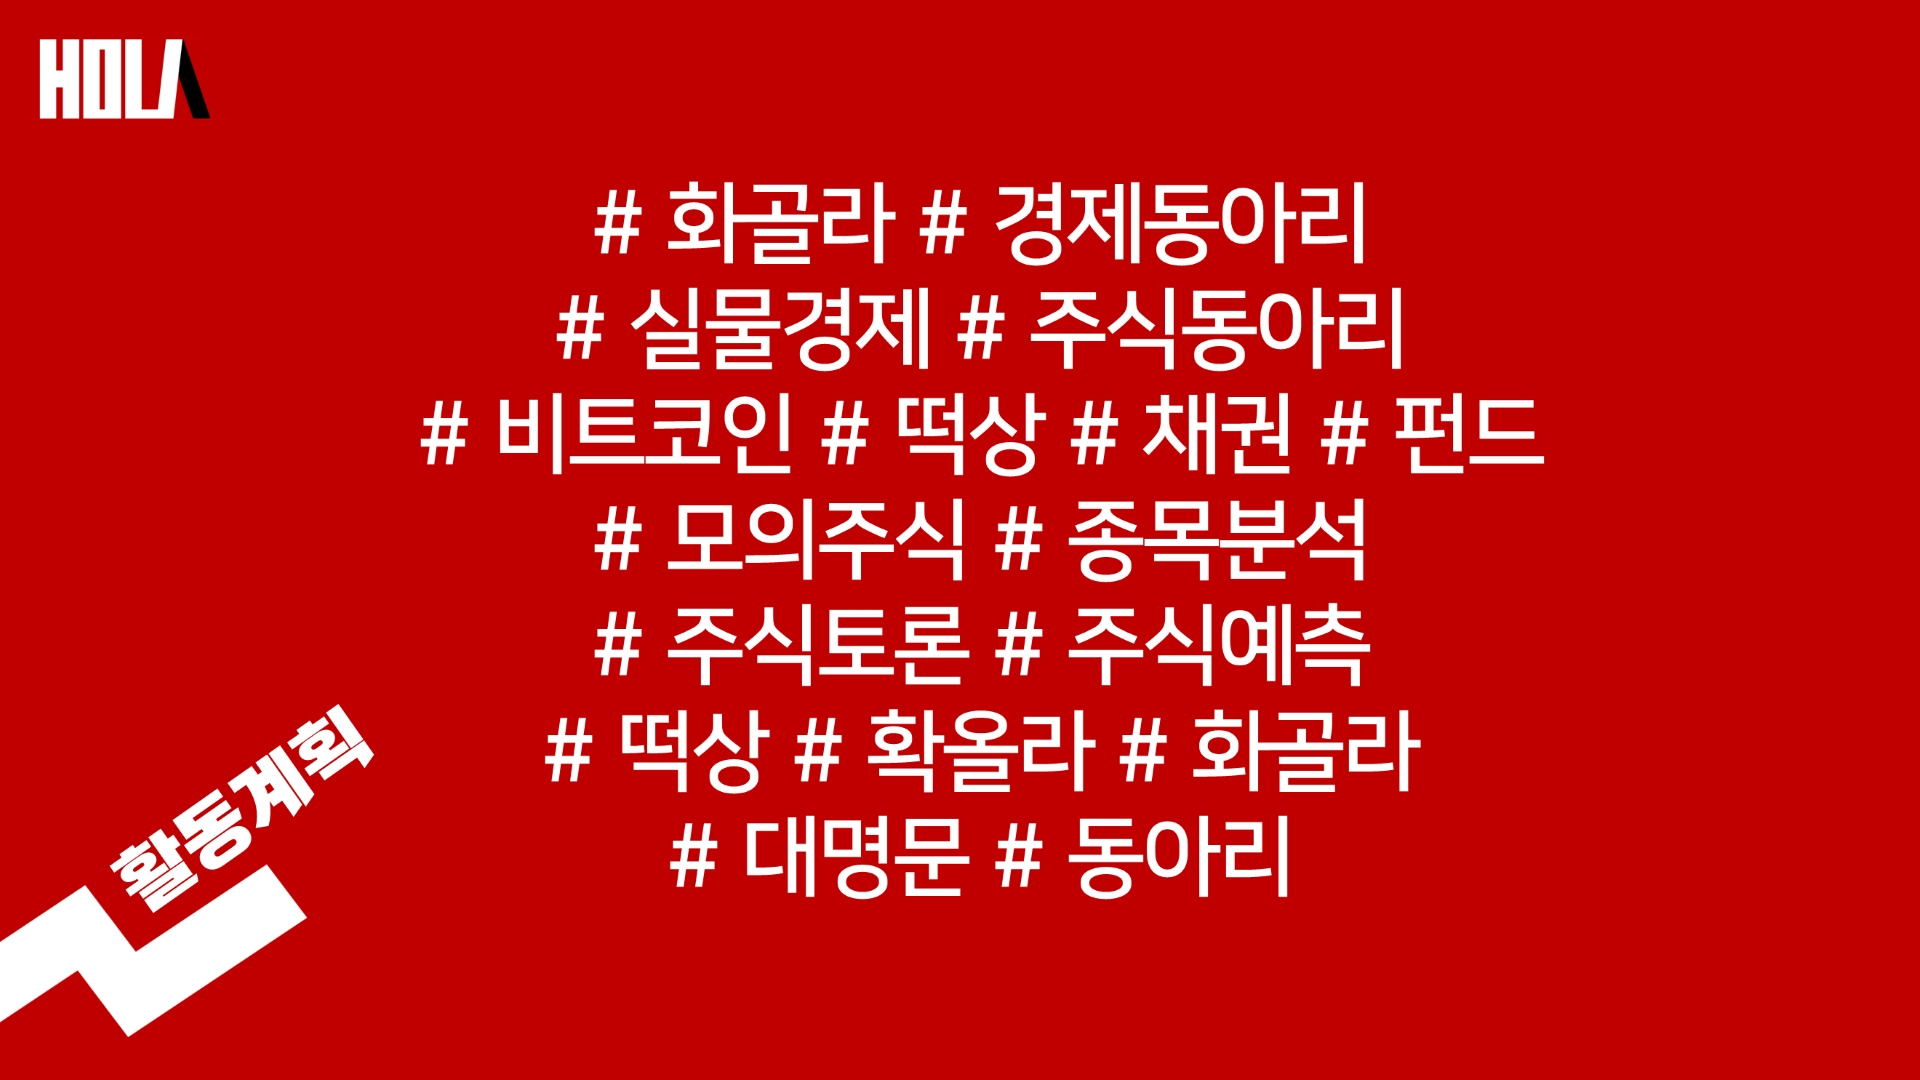 HOLA
# 화골라 # 경제동아리
# 실물경제 # 주식동아리
# 비트코인 # 떡상 # 채권 # 펀드
# 모의주식 # 종목분석
# 주식토론 # 주식예측
# 떡상 # 확올라 # 화골라
# 대명문 # 동아리
활동계획